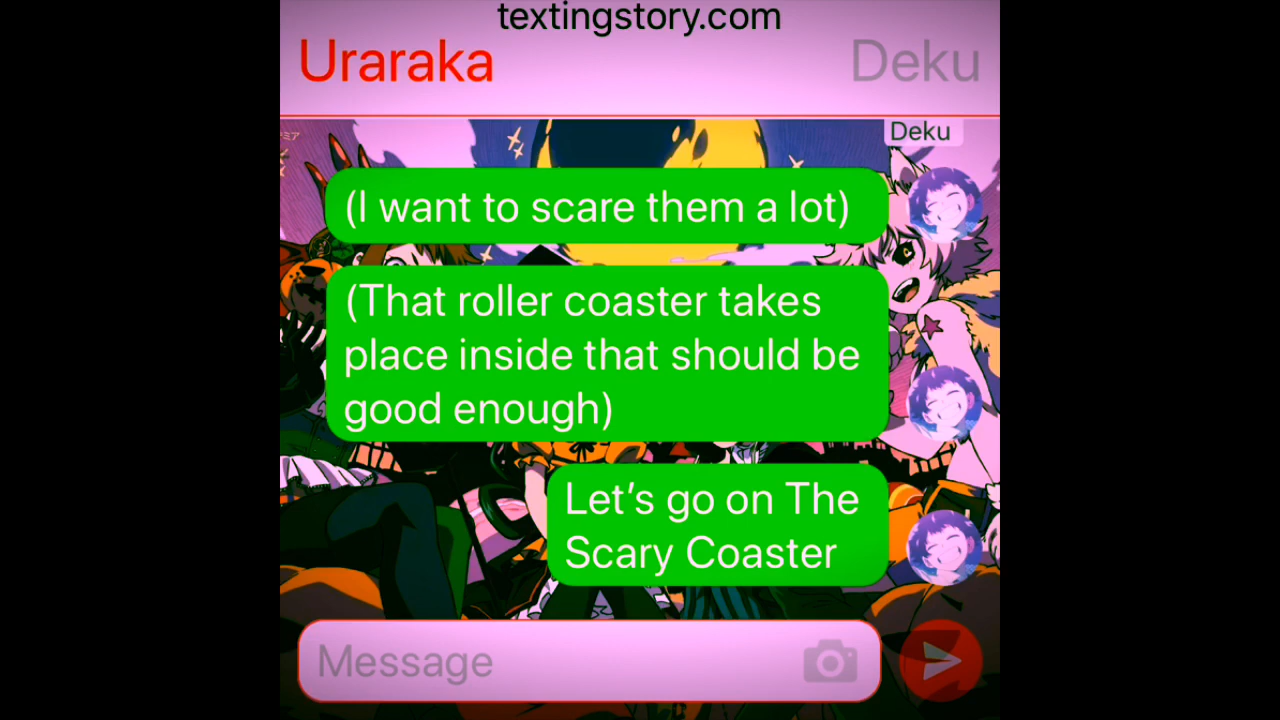 textingstory.com
Uraraka
Deku
Deku
(I want to scare them a lot)
(That roller coaster takes
place inside that should be
good enough)
Let’s go on The
Scary Coaster
Message